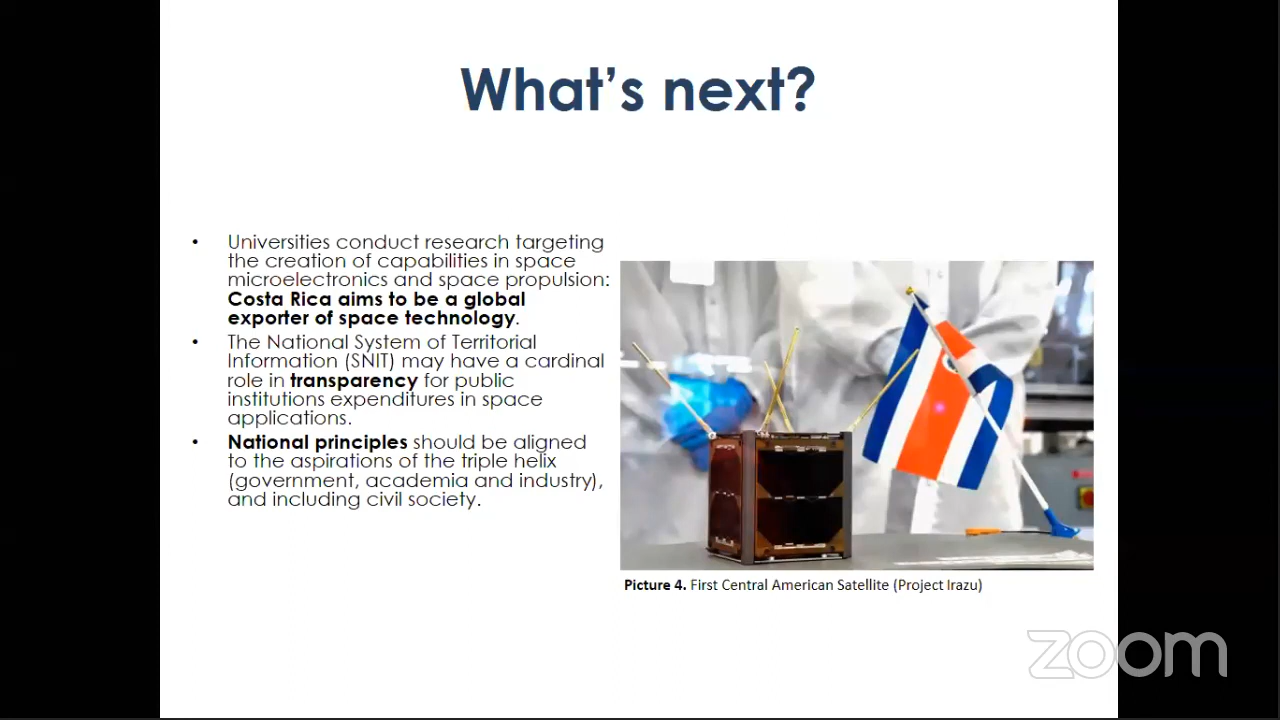 What's next?
• Universities conduct research targeting
the creation of capabilities in space
microelectronics and space propulsion:
Costa Rica aims to be a global
exporter of space technology.
• The National System of Territorial
Information (SNIT) may have a cardinal
role in transparency for public
institutions expenditures in space
applications.
• National principles should be aligned
to the aspirations of the triple helix
(government, academia and industry),
and including civil society.
Picture 4. First Central American Satellite (Project Irazu)
zoom